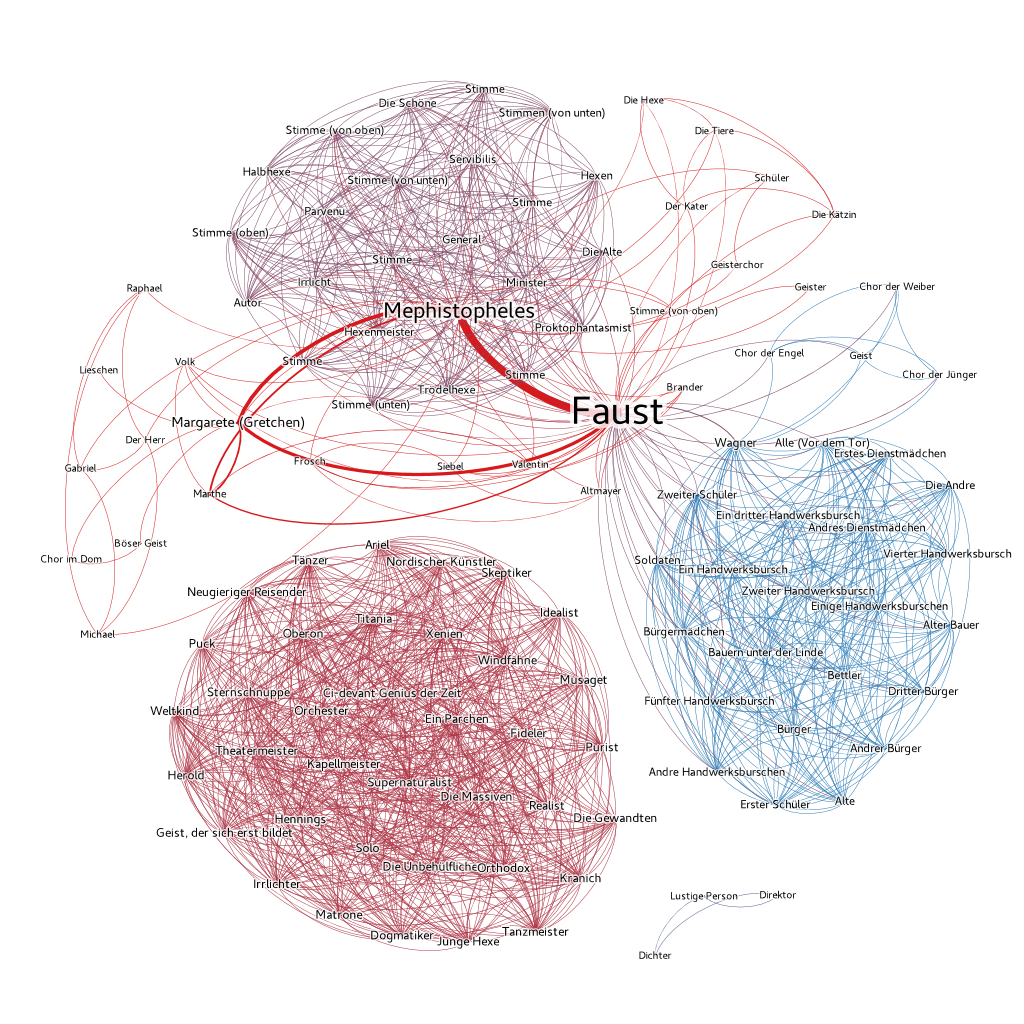 Stimme
Die Hexe
Die Schöne
Stimmen (von unten)
Stimme (von oben)
Die Tiere
Servibilis
Halbhexe
Stimme (von unten)
Hexen
Schüler
Stimme
Der Kater
Parvenu
Die Kätzin
Stimme (oben)
General
Die Alte
Stimme
Geisterchor
Irrlicht
Minister
Raphael
Geister
Chor der Weiber
Autor
Mephistopheles
Stimme (von oben)
Hexenmeister
Proktophantasmist
Chor der Engel
Geist
Volk
Stimme
Lieschen
Stimme
Chor der Jünger
Trödelhexe
Brander
Stimme (unten)
Faust
Margarete (Gretchen)
Der Herr
Wagner
Alle (Vor dem Tor)
Erstes Dienstmädchen
Gabriel
Frosch
Siebel
Valentin
Die Andre
Marthe
Altmayer
Zweiter Schüler
Ein dritter Handwerksbursch
Andres Dienstmädchen
Böser Geist
Ariel
Chor im Dom
Tänzer
Nordischer Künstler
Soldaten
Vierter Handwerksbursch
Skeptiker
Ein Handwerksbursch
Neugieriger Reisender
Zweiter Handwerksbursch
Idealist
Einige Handwerksburschen
Titania
Michael
Oberon
Xenien
Bürgermädchen
Alter Bauer
Puck
Windfahne
Bauern unter der Linde
Bettler
Musaget
Sternschnuppe
Ci-devant Genius der Zeit
Dritter Bürger
Fünfter Handwerksbursch
Weltkind
Orchester
Ein Pärchen
Fideler
Bürger
Purist
Andrer Bürger
Theatermeister
Kapellmeister
Andre Handwerksburschen
Herold
Supernaturalist
Die Massiven
Realist
Erster Schüler
Alte
Hennings
Die Gewandten
Geist, der sich erst bildet
Solo
Die Unbehülfliche
Orthodox
Kranich
Irrlichter
Lustige Person
Direktor
Matrone
Dogmatiker
Junge Hexe
Tanzmeister
Dichter